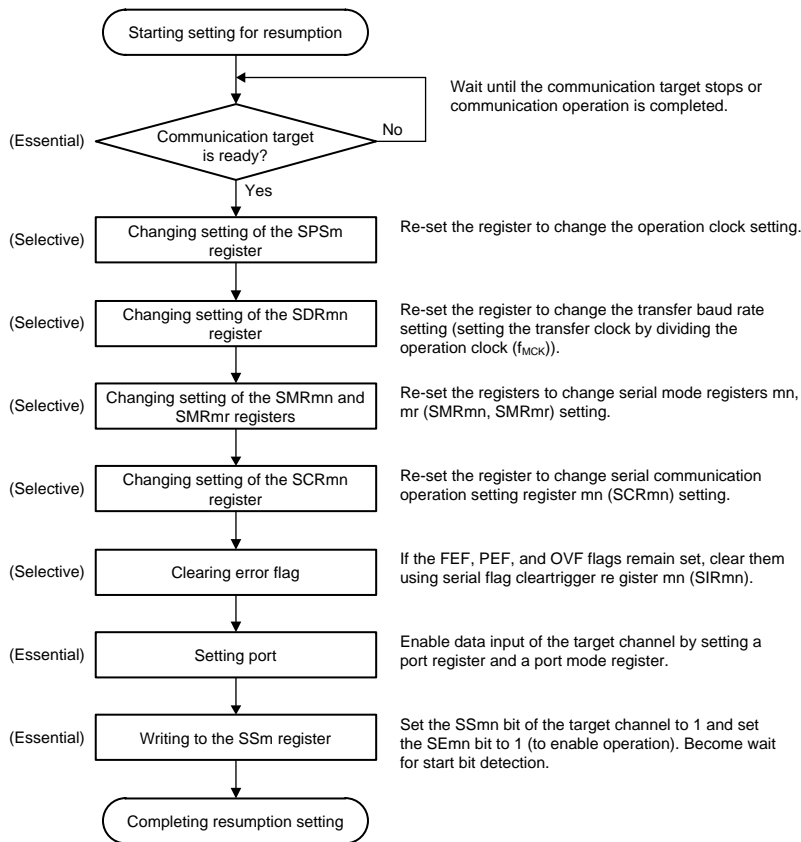 Starting setting for resumption
Wait until the communication target stops or
communication operation is completed.
(Essential)
Communication target
is ready?
No
Yes
(Selective)
Changing setting of the SPSm
register
Re-set the register to change the operation clock setting.
(Selective)
Changing setting of the SDRmn
register
Re-set the register to change the transfer baud rate
setting (setting the transfer clock by dividing the
operation clock (fMCK)).
(Selective)
Changing setting of the SMRmn and
SMRmr registers
Re-set the registers to change serial mode registers mn,
mr (SMRmn, SMRmr) setting.
(Selective)
Changing setting of the SCRmn
register
Re-set the register to change serial communication
operation setting register mn (SCRmn) setting.
(Selective)
Clearing error flag
If the FEF, PEF, and OVF flags remain set, clear them
using serial flag cleartrigger re gister mn (SIRmn).
(Essential)
Setting port
Enable data input of the target channel by setting a
port register and a port mode register.
(Essential)
Writing to the SSm register
Set the SSmn bit of the target channel to 1 and set
the SEmn bit to 1 (to enable operation). Become wait
for start bit detection.
Completing resumption setting